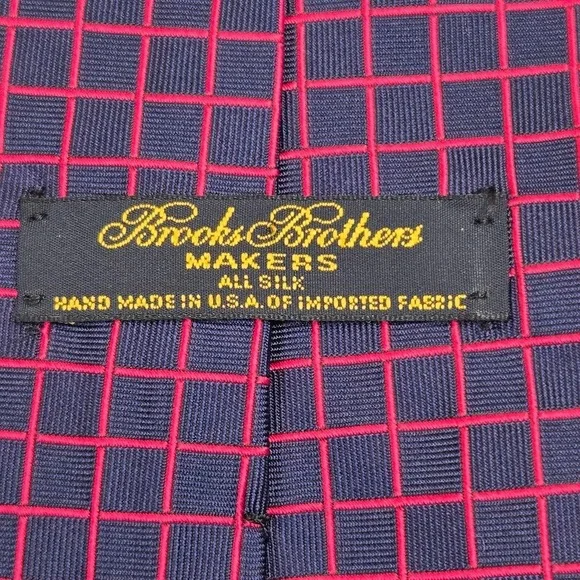 Brooks Brothers
MAKERS
ALL SILK
HAND MADE IN U.S.A. OF IMPORTED FABRIC